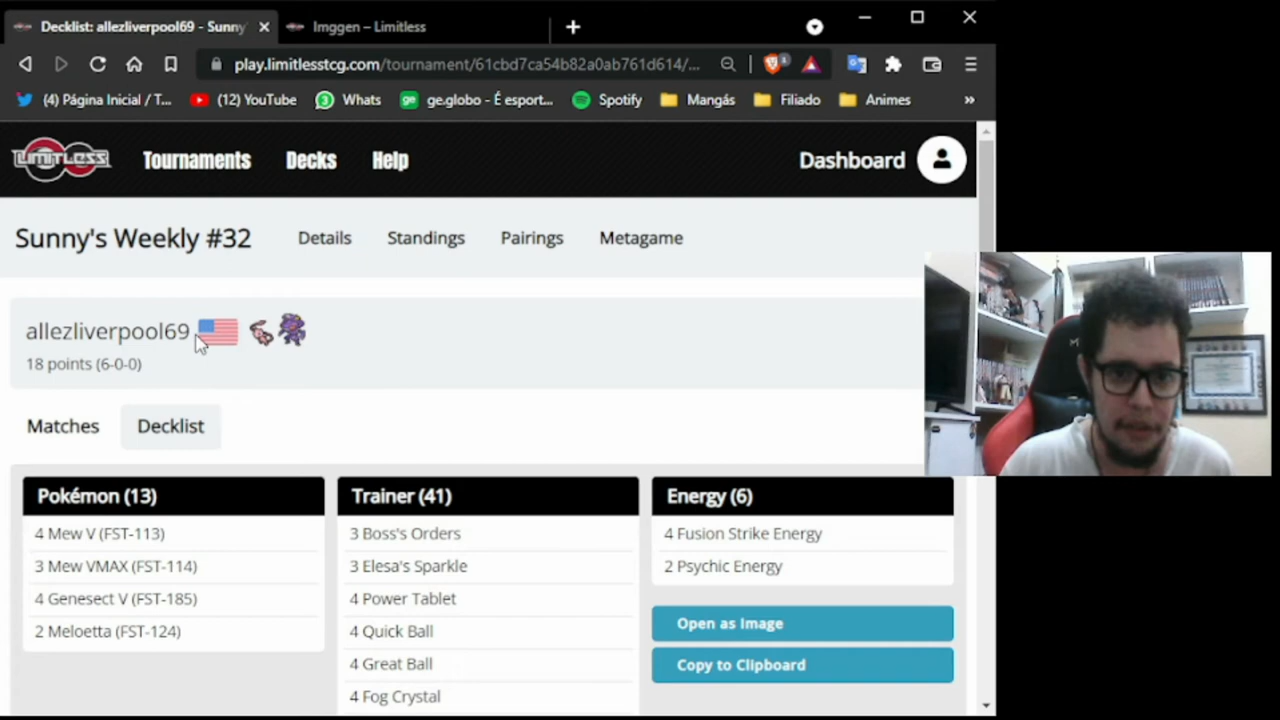 Decklist: allezliverpool69 - Sunny'
Imggen – Limitless
play.limitlesstcg.com/tournament/61cbd7ca54b82a0ab761d614/...
(4) Página Inicial / T...
(12) YouTube
Whats
ge.globo - É esport...
Spotify
Mangás
Filiado
Animes
»
LIMITLESS
Tournaments
Decks
Help
Dashboard
Sunny's Weekly #32
Details
Standings
Pairings
Metagame
allezliverpool69
18 points (6-0-0)
Matches
Decklist
Pokémon (13)
4 Mew V (FST-113)
3 Mew VMAX (FST-114)
4 Genesect V (FST-185)
2 Meloetta (FST-124)
Trainer (41)
3 Boss's Orders
3 Elesa's Sparkle
4 Power Tablet
4 Quick Ball
4 Great Ball
4 Fog Crystal
Energy (6)
4 Fusion Strike Energy
2 Psychic Energy
Open as Image
Copy to Clipboard